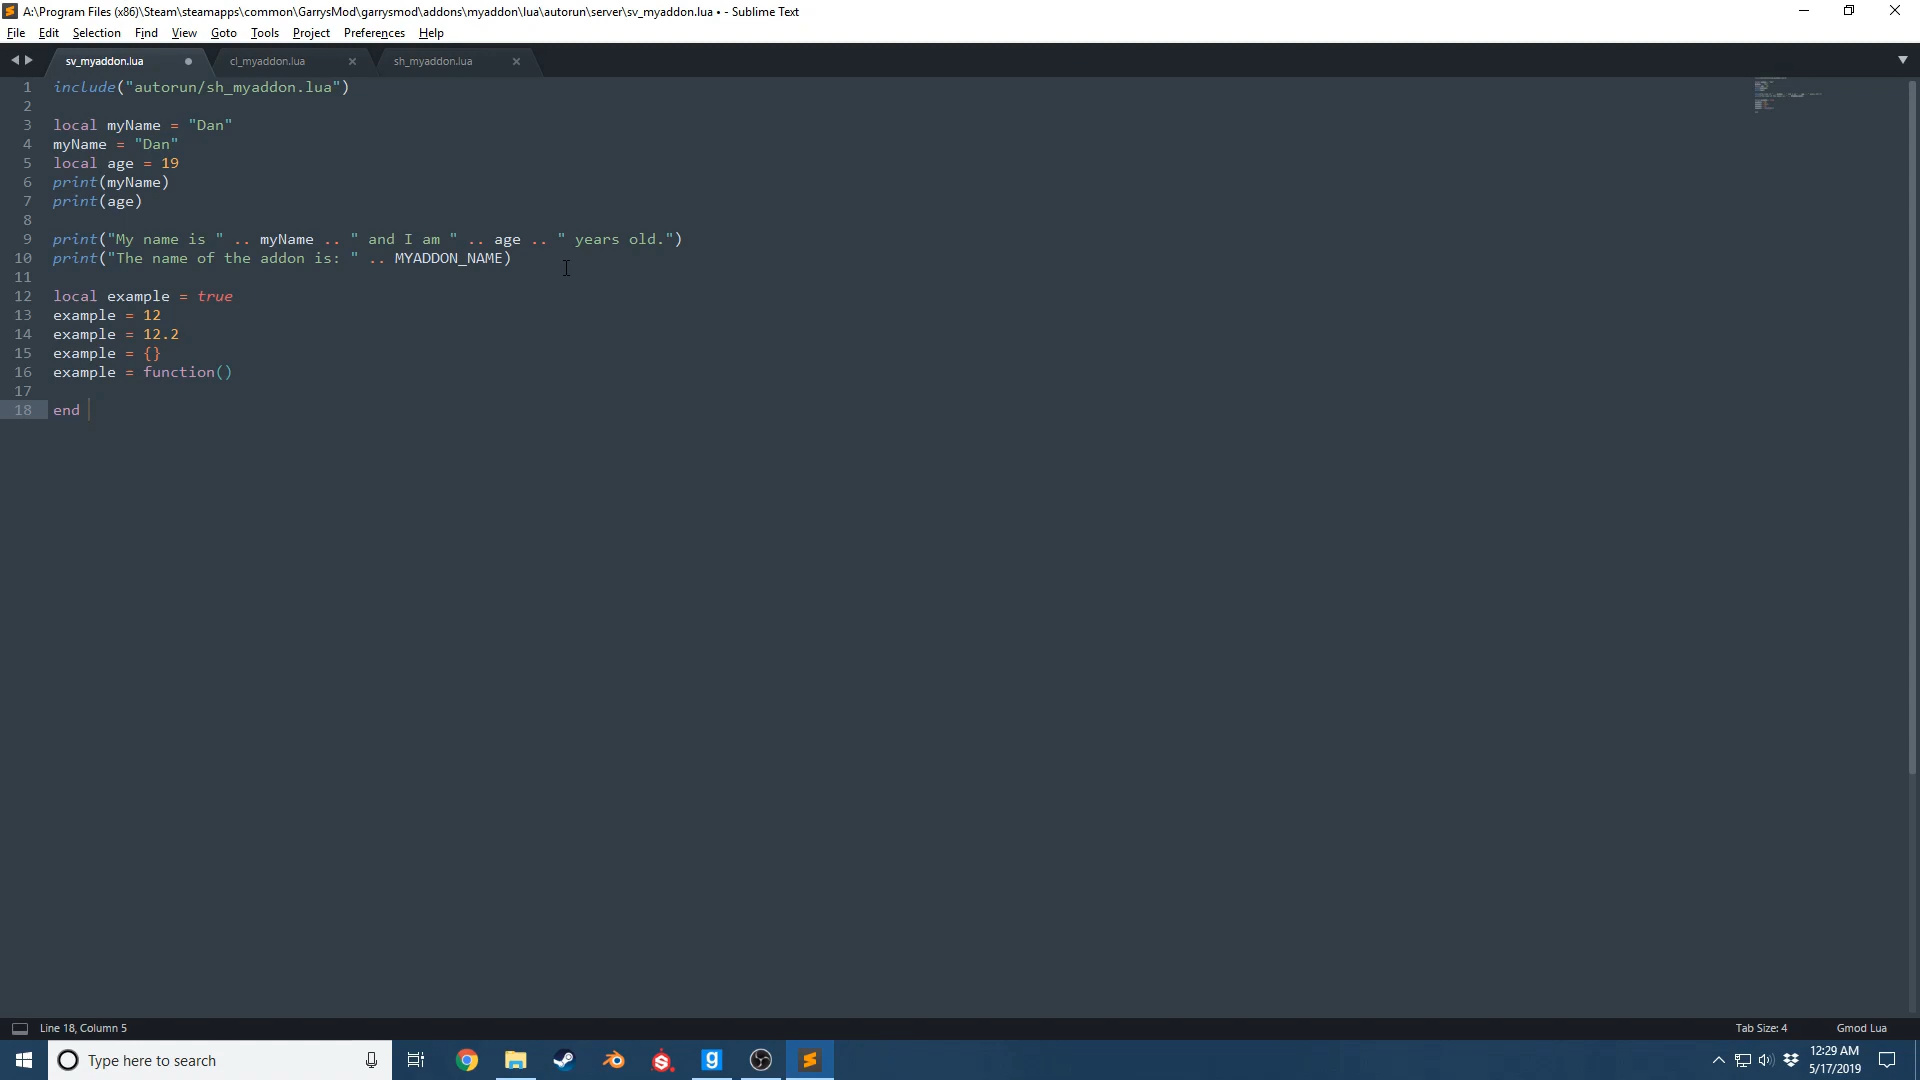 A:\Program Files (x86)\Steam\steamapps\common\GarrysMod\garrysmod\addons\myaddon\lua\autorun\server\sv_myaddon.lua • - Sublime Text
File Edit Selection Find View Goto Tools Project Preferences Help
sv_myaddon.lua cl_myaddon.lua sh_myaddon.lua
1 include("autorun/sh_myaddon.lua")
2
3 local myName = "Dan"
4 myName = "Dan"
5 local age = 19
6 print(myName)
7 print(age)
8
9 print("My name is " .. myName .. " and I am " .. age .. " years old.")
10 print("The name of the addon is: " .. MYADDON_NAME)
11
12 local example = true
13 example = 12
14 example = 12.2
15 example = {}
16 example = function()
17
18 end
Line 18, Column 5 Tab Size: 4 Gmod Lua
Type here to search
12:29 AM
5/17/2019